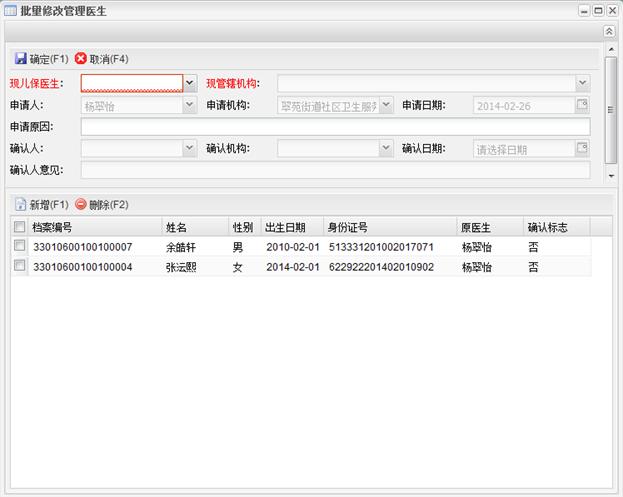 批量修改管理医生
确定(F1) 取消(F4)
现儿保医生: 现管辖机构:
申请人: 杨翠怡 申请机构: 翠苑街道社区卫生服务 申请日期: 2014-02-26
申请原因:
确认人: 确认机构: 确认日期: 请选择日期
确认人意见:
新增(F1) 删除(F2)
档案编号 姓名 性别 出生日期 身份证号 原医生 确认标志
33010600100100007 余皓轩 男 2010-02-01 513331201002017071 杨翠怡 否
33010600100100004 张沄熙 女 2014-02-01 622922201402010902 杨翠怡 否